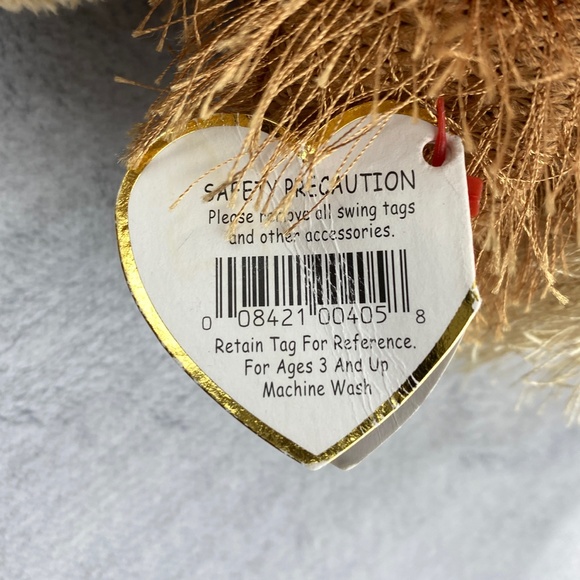 SAFETY PRECAUTION
Please remove all swing tags
and other accessories.
0 08421 00405 8
Retain Tag For Reference.
For Ages 3 And Up
Machine Wash